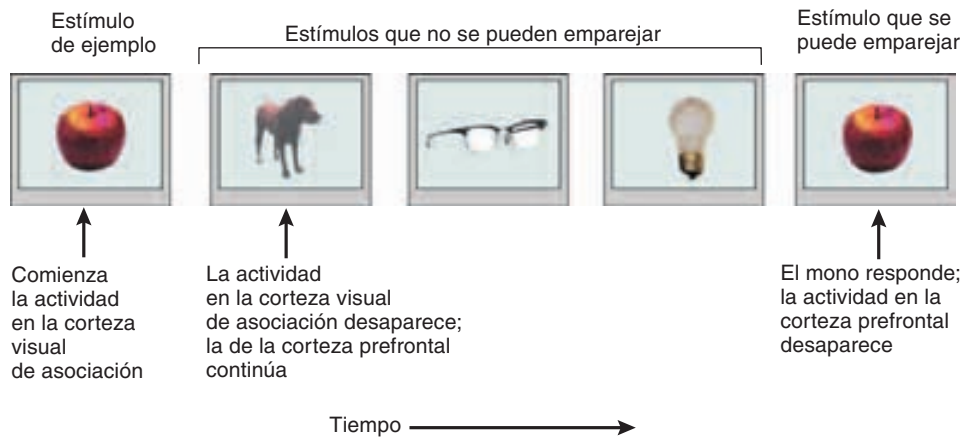 Estímulo
de ejemplo
Estímulos que no se pueden emparejar
Estímulo que se
puede emparejar
Comienza
la actividad
en la corteza
visual
de asociación
La actividad
en la corteza visual
de asociación desaparece;
la de la corteza prefrontal
continúa
El mono responde;
la actividad en la
corteza prefrontal
desaparece
Tiempo